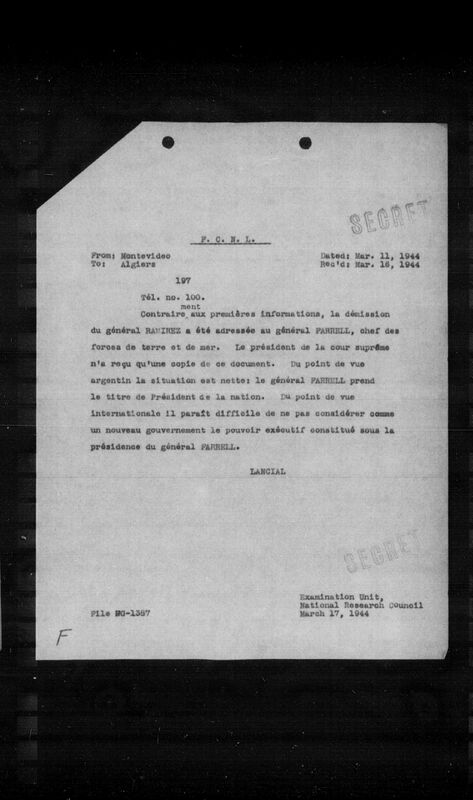 SECRET
F. C. N. L.
From: Montevideo Dated: Mar. 11, 1944
To: Algiers Rec'd: Mar. 16, 1944
197
Tél. no. 100.
ment
Contraire aux premières informations, la démission
du général RAMIREZ a été adressée au général FARRELL, chef des
forces de terre et de mer. Le président de la cour suprême
n'a reçu qu'une copie de ce document. Du point de vue
argentin la situation est nette: le général FARRELL prend
le titre de Président de la nation. Du point de vue
internationale il paraît difficile de ne pas considérer comme
un nouveau gouvernement le pouvoir exécutif constitué sous la
présidence du général FARRELL.
LANCIAL
SECRET
Examination Unit,
National Research Council
File NG-1387 March 17, 1944
F